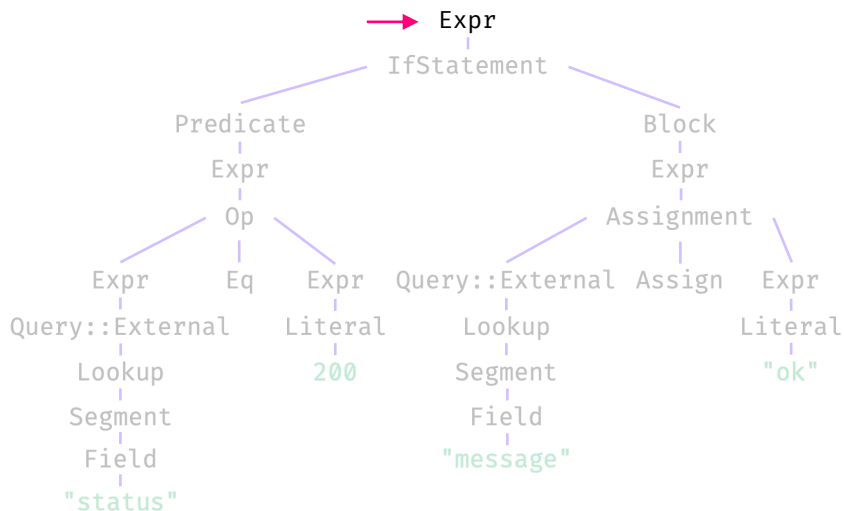 Expr
IfStatement
Predicate Block
Expr Expr
Op Assignment
Expr Eq Expr Query::External Assign Expr
Query::External Literal Lookup Literal
Lookup 200 Segment "ok"
Segment Field
Field "message"
"status"